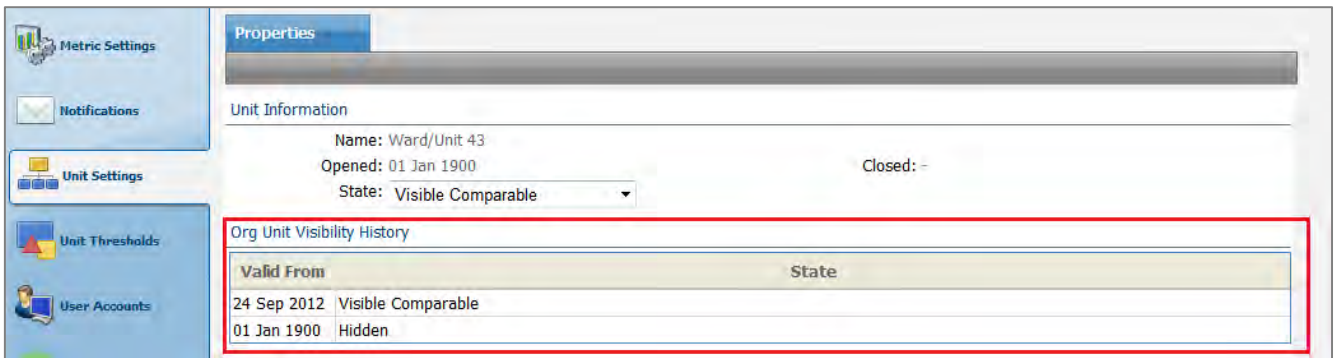 Metric Settings
Notifications
Unit Settings
Unit Thresholds
User Accounts
Properties
Unit Information
Name: Ward/Unit 43
Opened: 01 Jan 1900 Closed: -
State: Visible Comparable
Org Unit Visibility History
Valid From State
24 Sep 2012 Visible Comparable
01 Jan 1900 Hidden